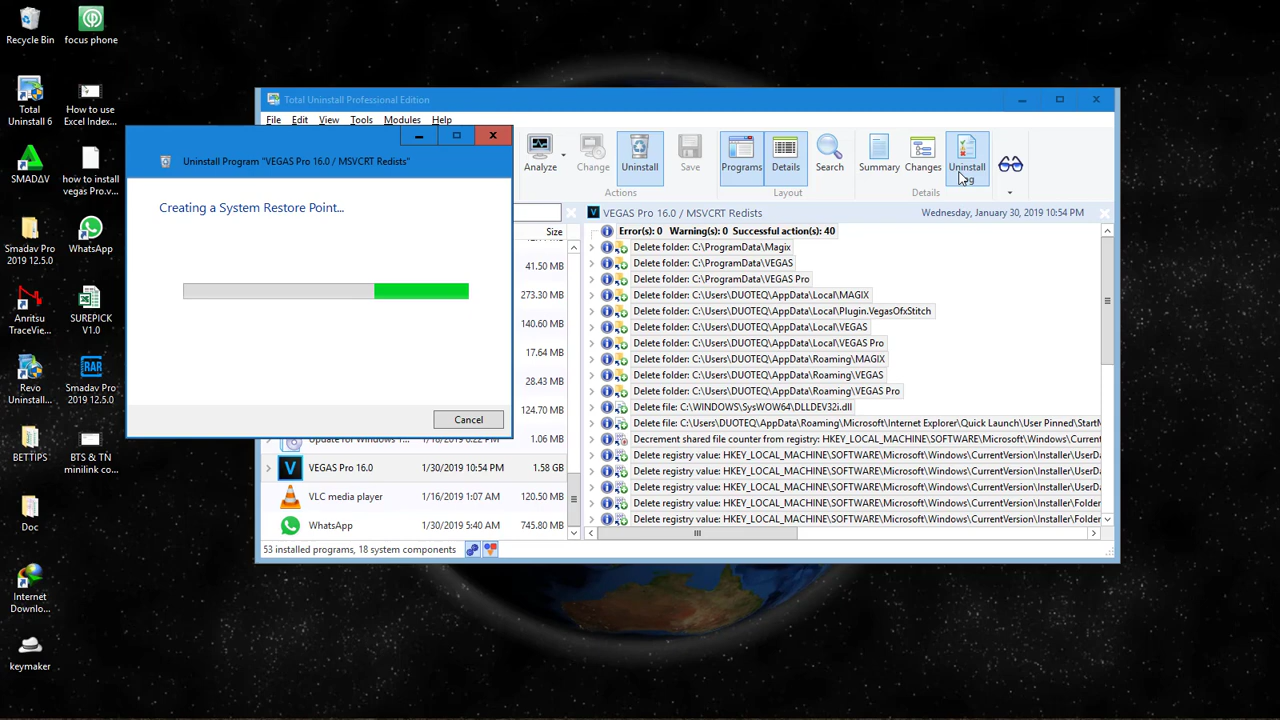 Recycle Bin
focus phone
Total
Uninstall 6
How to use
Excel Index...
SMADΔV
how to install
vegas Pro.v...
Smadav Pro
2019 12.5.0
WhatsApp
Anritsu
TraceVie...
SUREPICK
V1.0
Revo
Uninstall...
Smadav Pro
2019 12.5.0
BETTIPS
BTS & TN
minilink co...
Doc
Internet
Downlo...
keymaker
Total Uninstall Professional Edition
File Edit View Tools Modules Help
Analyze
Change
Uninstall
Save
Programs
Details
Search
Summary
Changes
Uninstall
Actions
Layout
Details
Uninstall Program "VEGAS Pro 16.0 / MSVCRT Redists"
Creating a System Restore Point...
Cancel
Size
41.50 MB
273.30 MB
140.60 MB
17.64 MB
28.43 MB
124.70 MB
Update for Windows 1... 1/16/2019 6:22 PM 1.06 MB
VEGAS Pro 16.0 1/30/2019 10:54 PM 1.58 GB
VLC media player 1/16/2019 1:07 AM 120.50 MB
WhatsApp 1/30/2019 5:40 AM 745.80 MB
53 installed programs, 18 system components
VEGAS Pro 16.0 / MSVCRT Redists Wednesday, January 30, 2019 10:54 PM
Error(s): 0 Warning(s): 0 Successful action(s): 40
Delete folder: C:\ProgramData\Magix
Delete folder: C:\ProgramData\VEGAS
Delete folder: C:\ProgramData\VEGAS Pro
Delete folder: C:\Users\DUOTEQ\AppData\Local\MAGIX
Delete folder: C:\Users\DUOTEQ\AppData\Local\Plugin.VegasOfxStitch
Delete folder: C:\Users\DUOTEQ\AppData\Local\VEGAS
Delete folder: C:\Users\DUOTEQ\AppData\Local\VEGAS Pro
Delete folder: C:\Users\DUOTEQ\AppData\Roaming\MAGIX
Delete folder: C:\Users\DUOTEQ\AppData\Roaming\VEGAS
Delete folder: C:\Users\DUOTEQ\AppData\Roaming\VEGAS Pro
Delete file: C:\WINDOWS\SysWOW64\DLLDEV32i.dll
Delete file: C:\Users\DUOTEQ\AppData\Roaming\Microsoft\Internet Explorer\Quick Launch\User Pinned\StartM
Decrement shared file counter from registry: HKEY_LOCAL_MACHINE\SOFTWARE\Microsoft\Windows\Current
Delete registry value: HKEY_LOCAL_MACHINE\SOFTWARE\Microsoft\Windows\CurrentVersion\Installer\UserDa
Delete registry value: HKEY_LOCAL_MACHINE\SOFTWARE\Microsoft\Windows\CurrentVersion\Installer\UserDa
Delete registry value: HKEY_LOCAL_MACHINE\SOFTWARE\Microsoft\Windows\CurrentVersion\Installer\UserDa
Delete registry value: HKEY_LOCAL_MACHINE\SOFTWARE\Microsoft\Windows\CurrentVersion\Installer\Folder
Delete registry value: HKEY_LOCAL_MACHINE\SOFTWARE\Microsoft\Windows\CurrentVersion\Installer\Folder